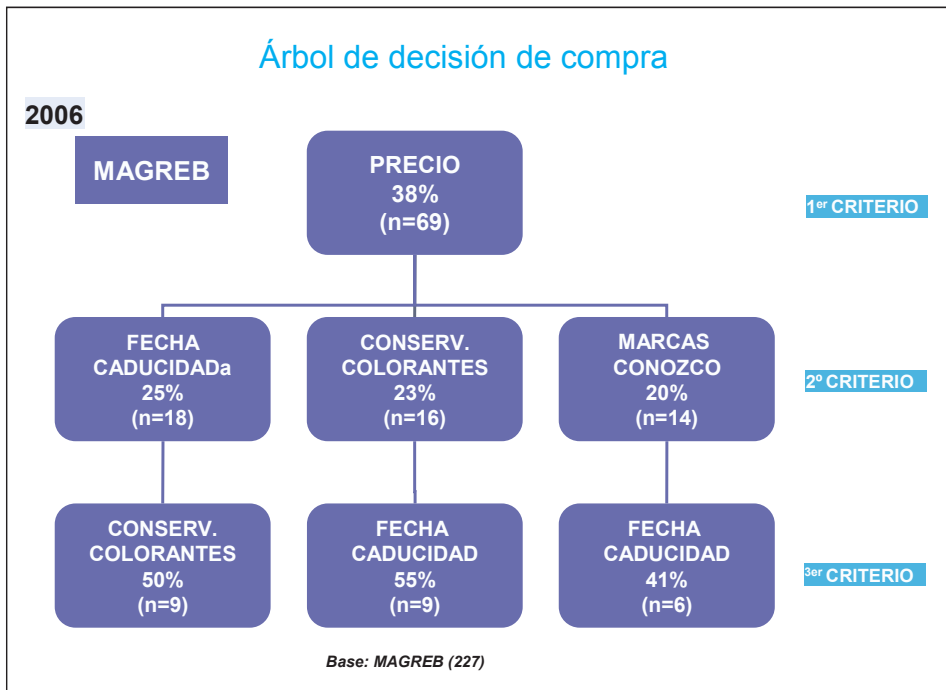 Árbol de decisión de compra
2006
MAGREB
PRECIO
38%
(n=69)
1er CRITERIO
FECHA
CADUCIDADa
25%
(n=18)
CONSERV.
COLORANTES
23%
(n=16)
MARCAS
CONOZCO
20%
(n=14)
2º CRITERIO
CONSERV.
COLORANTES
50%
(n=9)
FECHA
CADUCIDAD
55%
(n=9)
FECHA
CADUCIDAD
41%
(n=6)
3er CRITERIO
Base: MAGREB (227)